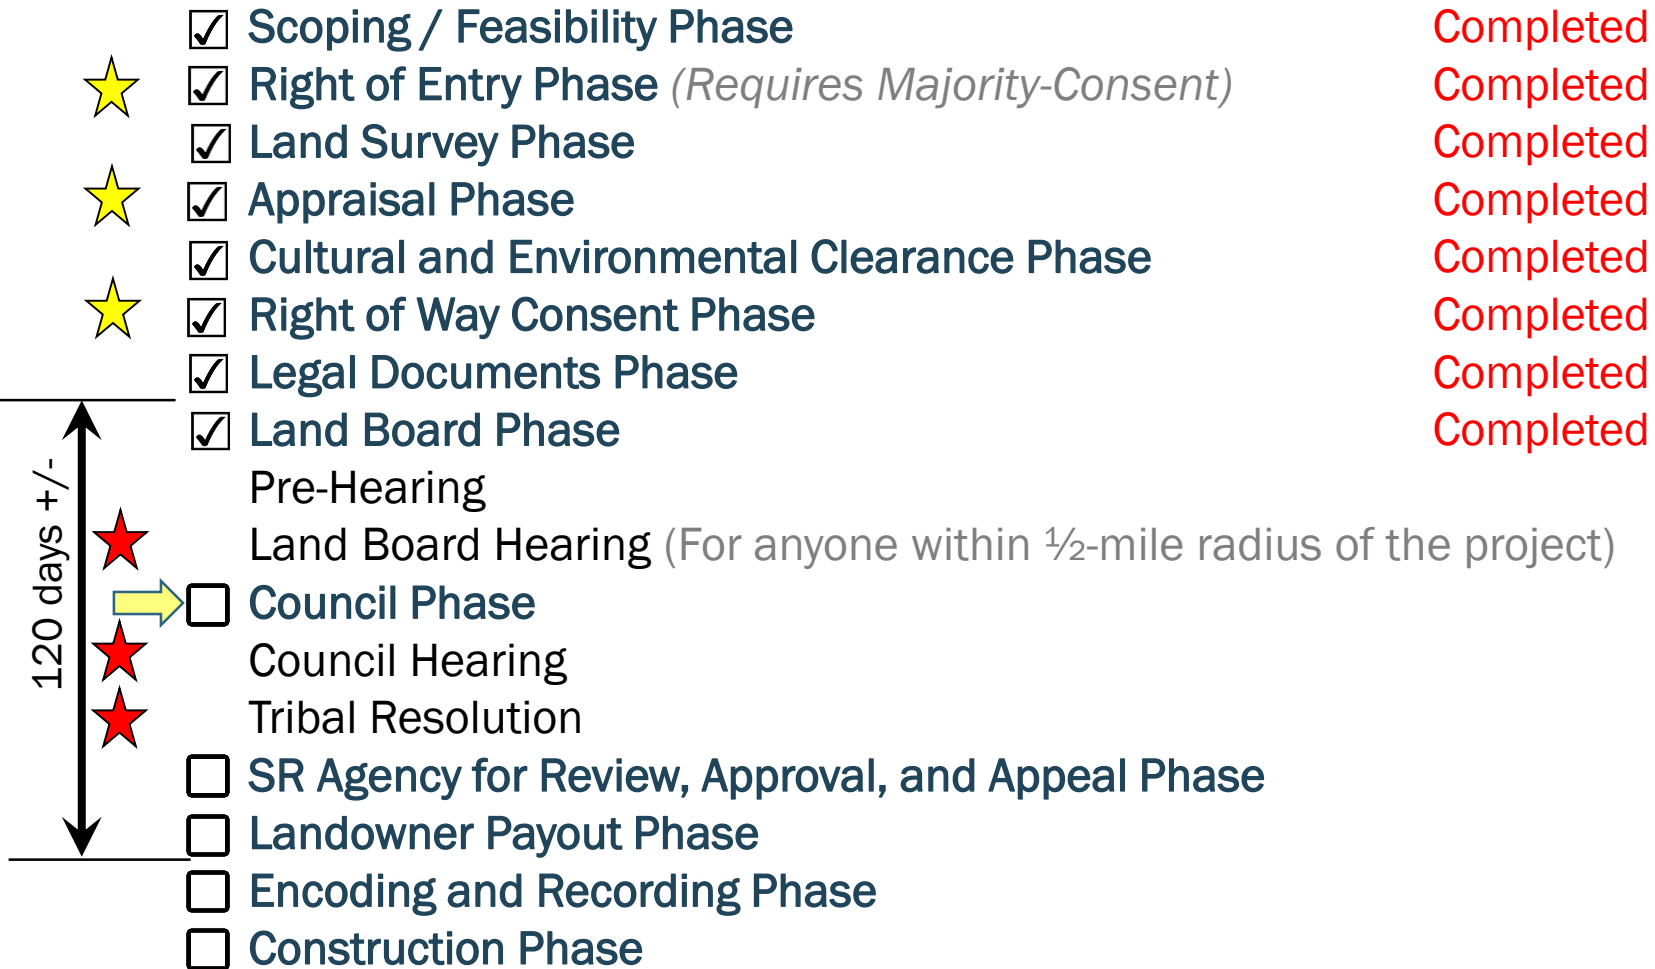 Scoping / Feasibility Phase Completed
Right of Entry Phase (Requires Majority-Consent) Completed
Land Survey Phase Completed
Appraisal Phase Completed
Cultural and Environmental Clearance Phase Completed
Right of Way Consent Phase Completed
Legal Documents Phase Completed
Land Board Phase Completed
Pre-Hearing
Land Board Hearing (For anyone within ½-mile radius of the project)
Council Phase
Council Hearing
Tribal Resolution
SR Agency for Review, Approval, and Appeal Phase
Landowner Payout Phase
Encoding and Recording Phase
Construction Phase
120 days +/-